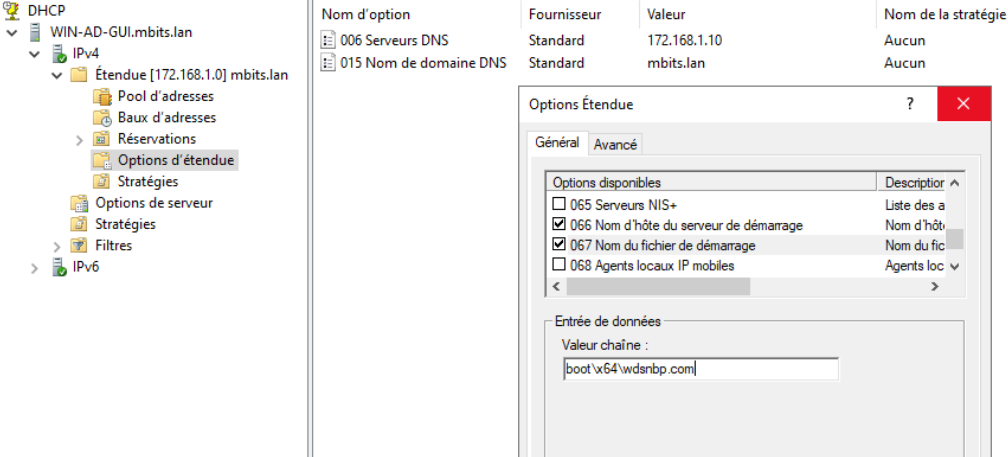 DHCP
WIN-AD-GUI.mbits.lan
IPv4
Étendue [172.168.1.0] mbits.lan
Pool d'adresses
Baux d'adresses
Réservations
Options d'étendue
Stratégies
Options de serveur
Stratégies
Filtres
IPv6
Nom d'option Fournisseur Valeur Nom de la stratégie
006 Serveurs DNS Standard 172.168.1.10 Aucun
015 Nom de domaine DNS Standard mbits.lan Aucun
Options Étendue ?
Général Avancé
Options disponibles Description
065 Serveurs NIS+ Liste des a
066 Nom d'hôte du serveur de démarrage Nom d'hôt
067 Nom du fichier de démarrage Nom du fic
068 Agents locaux IP mobiles Agents loc
Entrée de données
Valeur chaîne :
boot\x64\wdsnbp.com